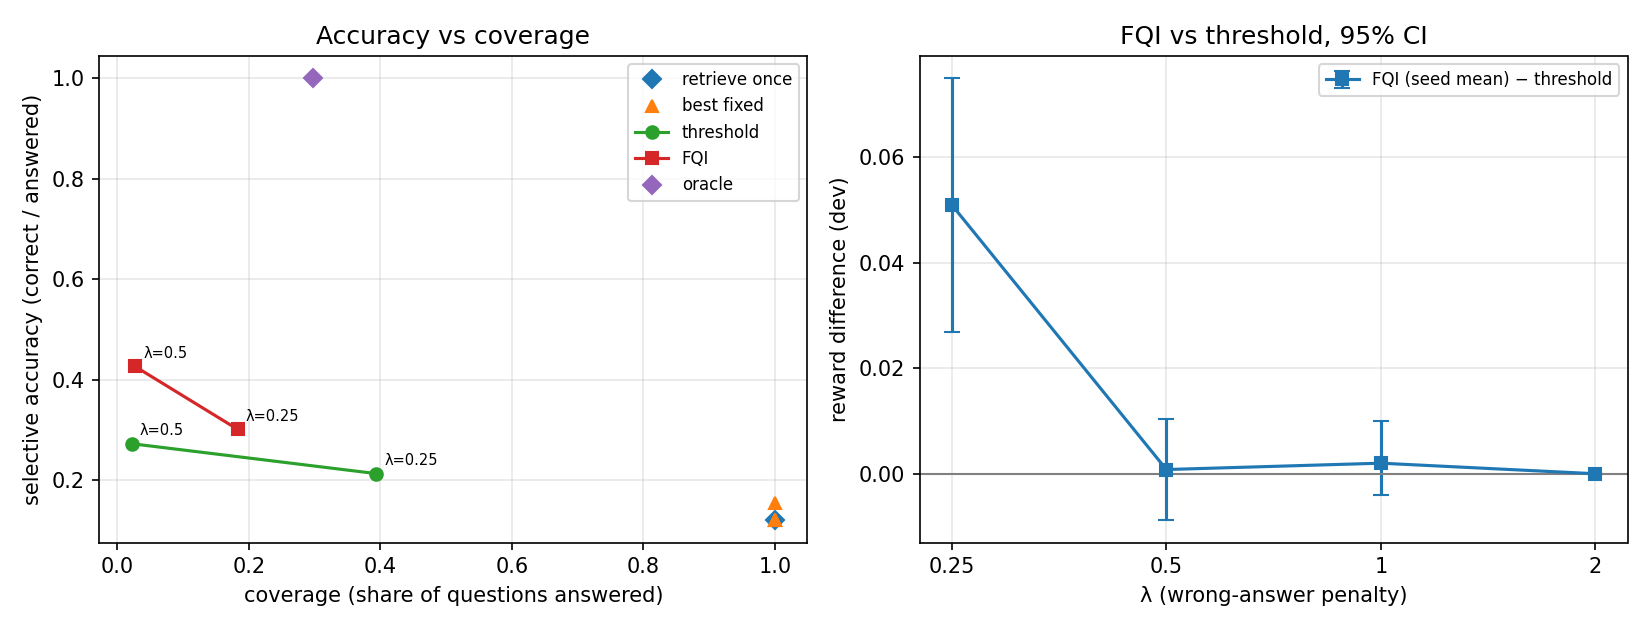 Accuracy vs coverage
selective accuracy (correct / answered)
1.0
0.8
0.6
0.4
0.2
retrieve once
best fixed
threshold
FQI
oracle
λ=0.5
λ=0.25
λ=0.5
λ=0.25
0.0 0.2 0.4 0.6 0.8 1.0
coverage (share of questions answered)
FQI vs threshold, 95% CI
reward difference (dev)
0.06
0.04
0.02
0.00
FQI (seed mean) − threshold
0.25 0.5 1 2
λ (wrong-answer penalty)